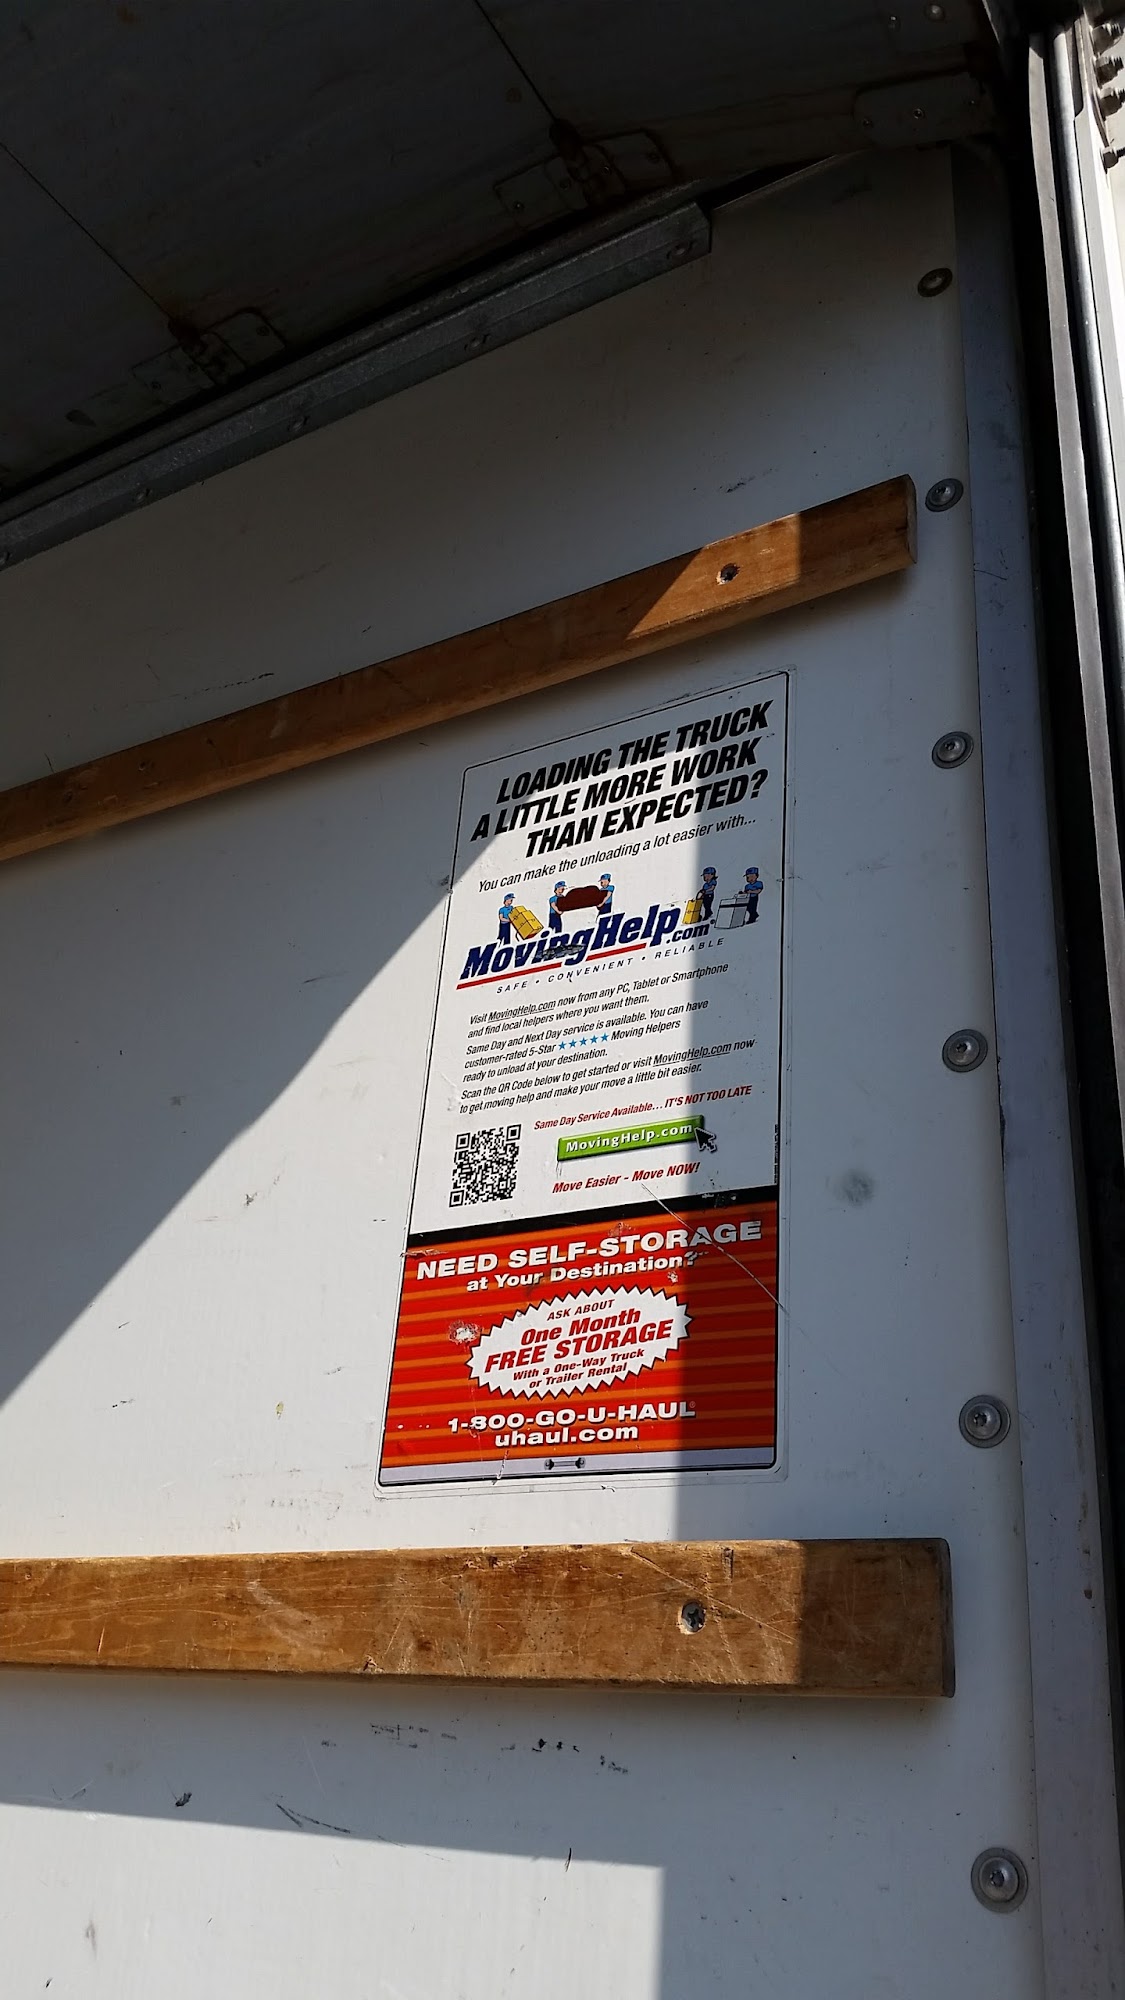 LOADING THE TRUCK
A LITTLE MORE WORK
THAN EXPECTED?
You can make the unloading a lot easier with...
MovingHelp.com
SAFE • CONVENIENT • RELIABLE
Visit MovingHelp.com now from any PC, Tablet or Smartphone
and find local helpers where you want them.
Same Day and Next Day service is available. You can have
customer-rated 5-Star ★★★★★ Moving Helpers
ready to unload at your destination.
Scan the QR Code below to get started or visit MovingHelp.com now
to get moving help and make your move a little bit easier.
Same Day Service Available... IT'S NOT TOO LATE
MovingHelp.com
Move Easier - Move NOW!
NEED SELF-STORAGE
at Your Destination?
ASK ABOUT
One Month
FREE STORAGE
With a One-Way Truck
or Trailer Rental
1-800-GO-U-HAUL®
uhaul.com